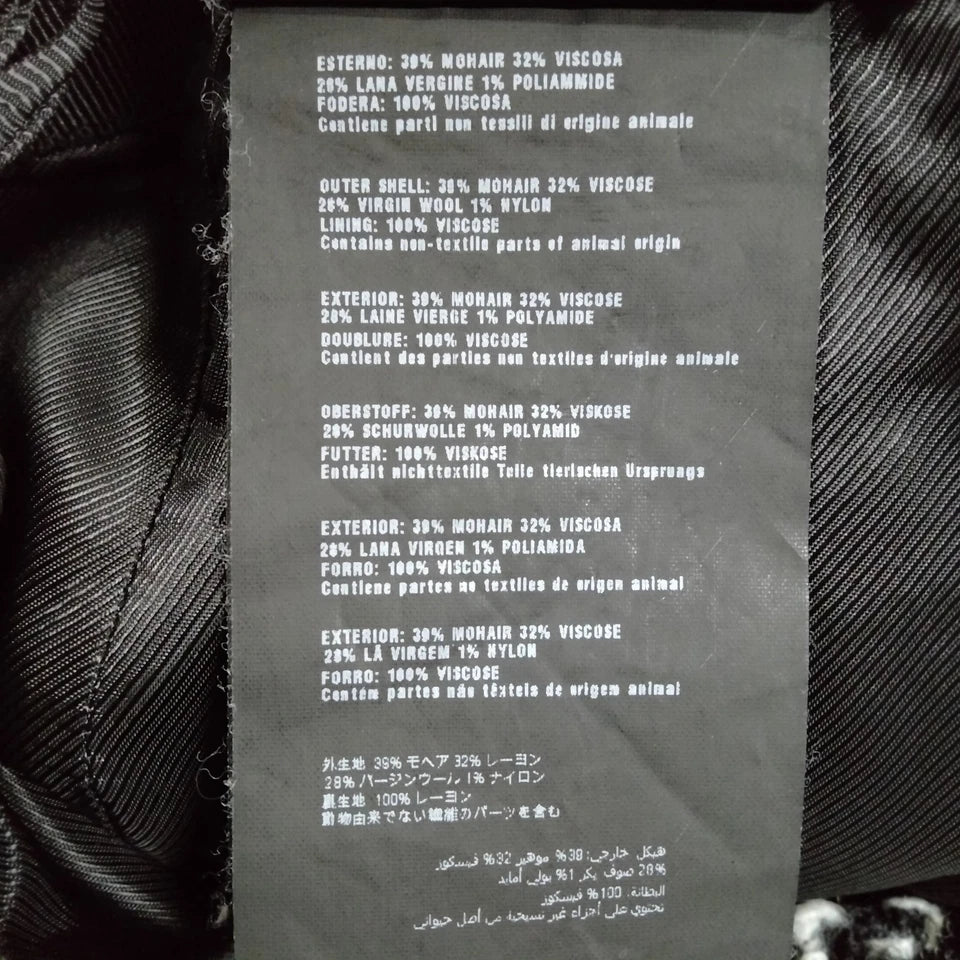 ESTERNO: 39% MOHAIR 32% VISCOSA
28% LANA VERGINE 1% POLIAMMIDE
FODERA: 100% VISCOSA
Contiene parti non tessili di origine animale
OUTER SHELL: 39% MOHAIR 32% VISCOSE
28% VIRGIN WOOL 1% NYLON
LINING: 100% VISCOSE
Contains non-textile parts of animal origin
EXTERIOR: 39% MOHAIR 32% VISCOSE
28% LAINE VIERGE 1% POLYAMIDE
DOUBLURE: 100% VISCOSE
Contient des parties non textiles d'origine animale
OBERSTOFF: 39% MOHAIR 32% VISKOSE
28% SCHURWOLLE 1% POLYAMID
FUTTER: 100% VISKOSE
Enthält nichttextile Teile tierischen Ursprungs
EXTERIOR: 39% MOHAIR 32% VISCOSA
28% LANA VIRGEN 1% POLIAMIDA
FORRO: 100% VISCOSA
Contiene partes no textiles de origen animal
EXTERIOR: 39% MOHAIR 32% VISCOSE
28% LÃ VIRGEM 1% NYLON
FORRO: 100% VISCOSE
Contém partes não têxteis de origem animal
外生地 39% モヘア 32% レーヨン
28% バージンウール 1% ナイロン
裏生地 100% レーヨン
動物由来でない繊維のパーツを含む
هيكل خارجي: 39% موهير 32% فيسكوز
28% صوف بكر 1% بولي أمايد
البطانة: 100% فيسكوز
تحتوي على أجزاء غير نسيجية من أصل حيواني